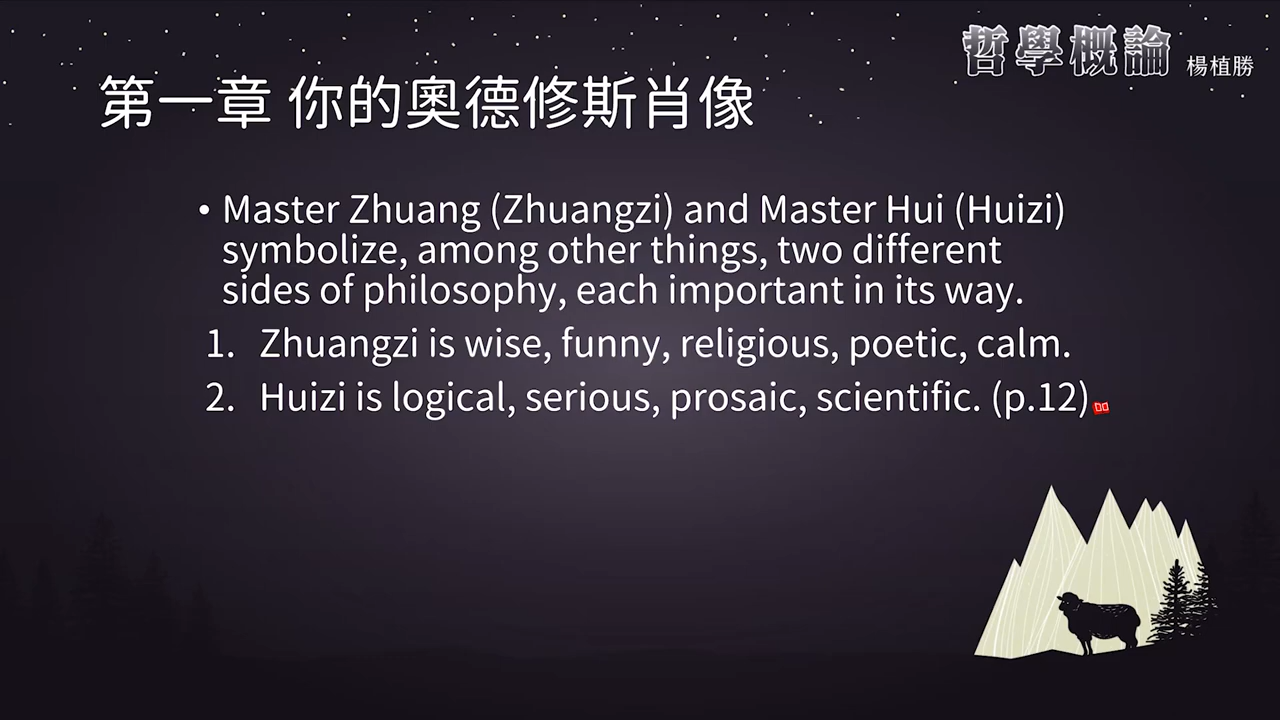 哲學概論 楊植勝
第一章 你的奧德修斯肖像
• Master Zhuang (Zhuangzi) and Master Hui (Huizi)
symbolize, among other things, two different
sides of philosophy, each important in its way.
1. Zhuangzi is wise, funny, religious, poetic, calm.
2. Huizi is logical, serious, prosaic, scientific. (p.12)